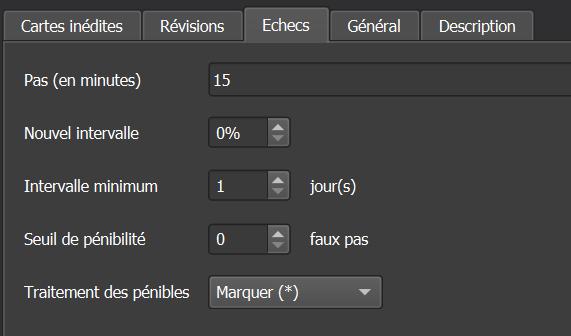 Cartes inédites Révisions Echecs Général Description
Pas (en minutes) 15
Nouvel intervalle 0%
Intervalle minimum 1 jour(s)
Seuil de pénibilité 0 faux pas
Traitement des pénibles Marquer (*)